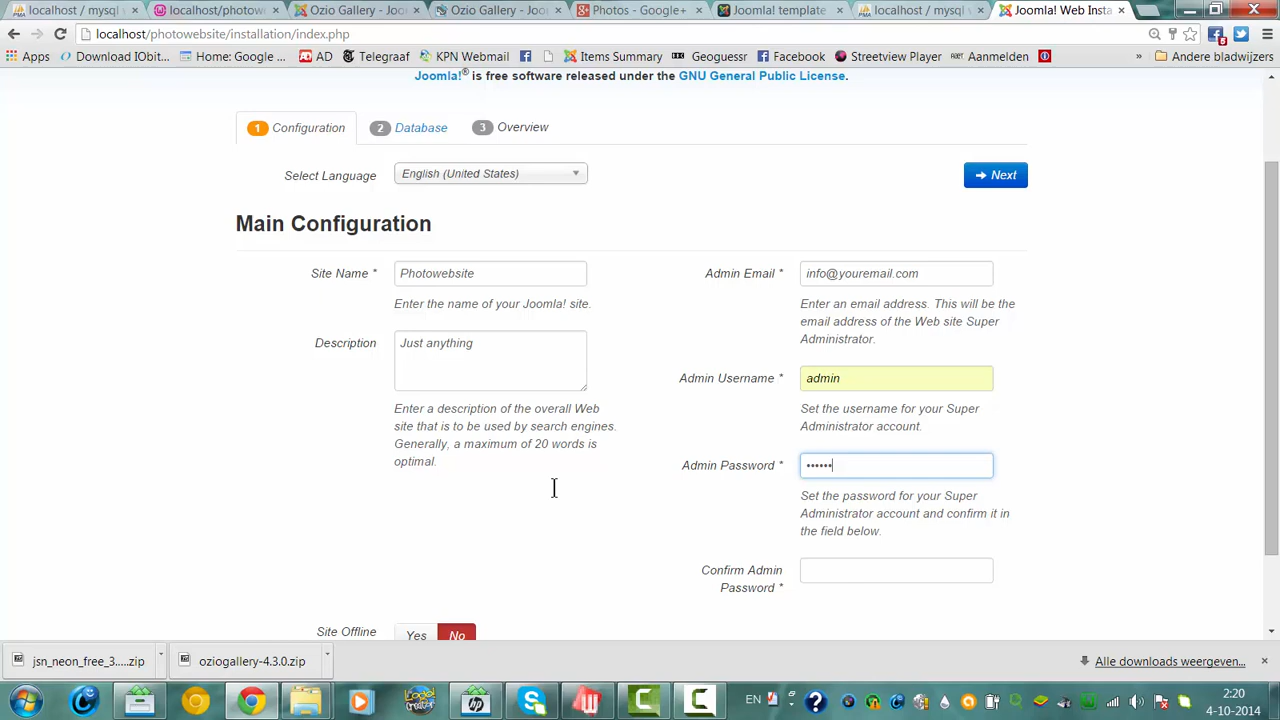 localhost / mysql w
localhost/photowe
Ozio Gallery - Joo
Ozio Gallery - Joo
Photos - Google+
Joomla! template
localhost / mysql w
Joomla! Web Insta
localhost/photowebsite/installation/index.php
Apps
Download IObit...
Home: Google ...
AD
Telegraaf
KPN Webmail
Items Summary
Geoguessr
Facebook
Streetview Player
Aanmelden
»
Andere bladwijzers
Joomla!® is free software released under the GNU General Public License.
1 Configuration
2 Database
3 Overview
Select Language
English (United States)
Next
Main Configuration
Site Name *
Photowebsite
Enter the name of your Joomla! site.
Description
Just anything
Enter a description of the overall Web
site that is to be used by search engines.
Generally, a maximum of 20 words is
optimal.
Admin Email *
info@youremail.com
Enter an email address. This will be the
email address of the Web site Super
Administrator.
Admin Username *
admin
Set the username for your Super
Administrator account.
Admin Password *
••••••
Set the password for your Super
Administrator account and confirm it in
the field below.
Confirm Admin
Password *
Site Offline
Yes
No
jsn_neon_free_3....zip
oziogallery-4.3.0.zip
Alle downloads weergeven...
hp
EN
2:20
4-10-2014